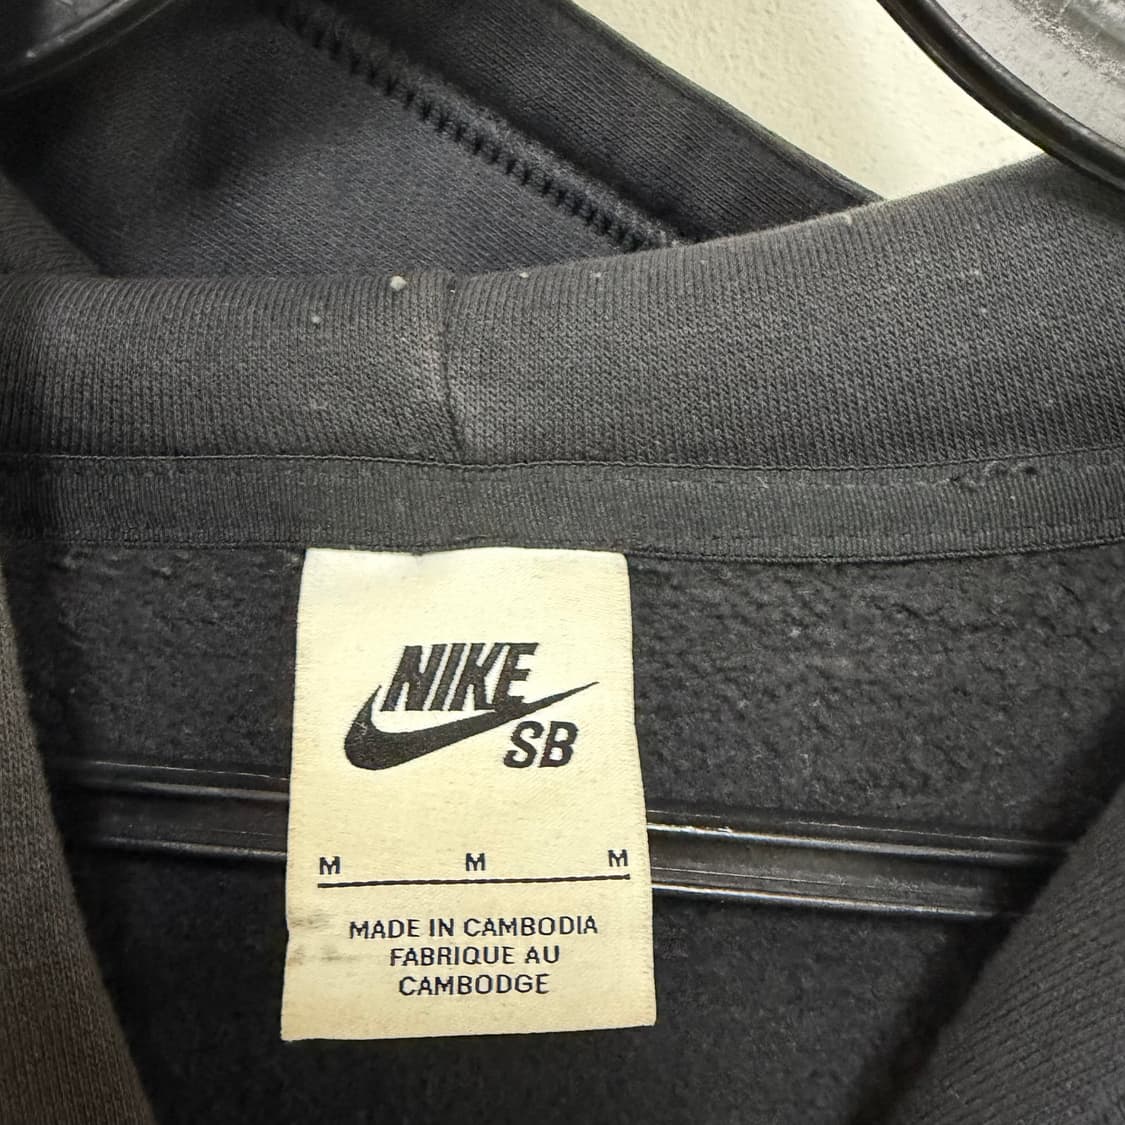 NIKE
SB
M M M
MADE IN CAMBODIA
FABRIQUE AU
CAMBODGE